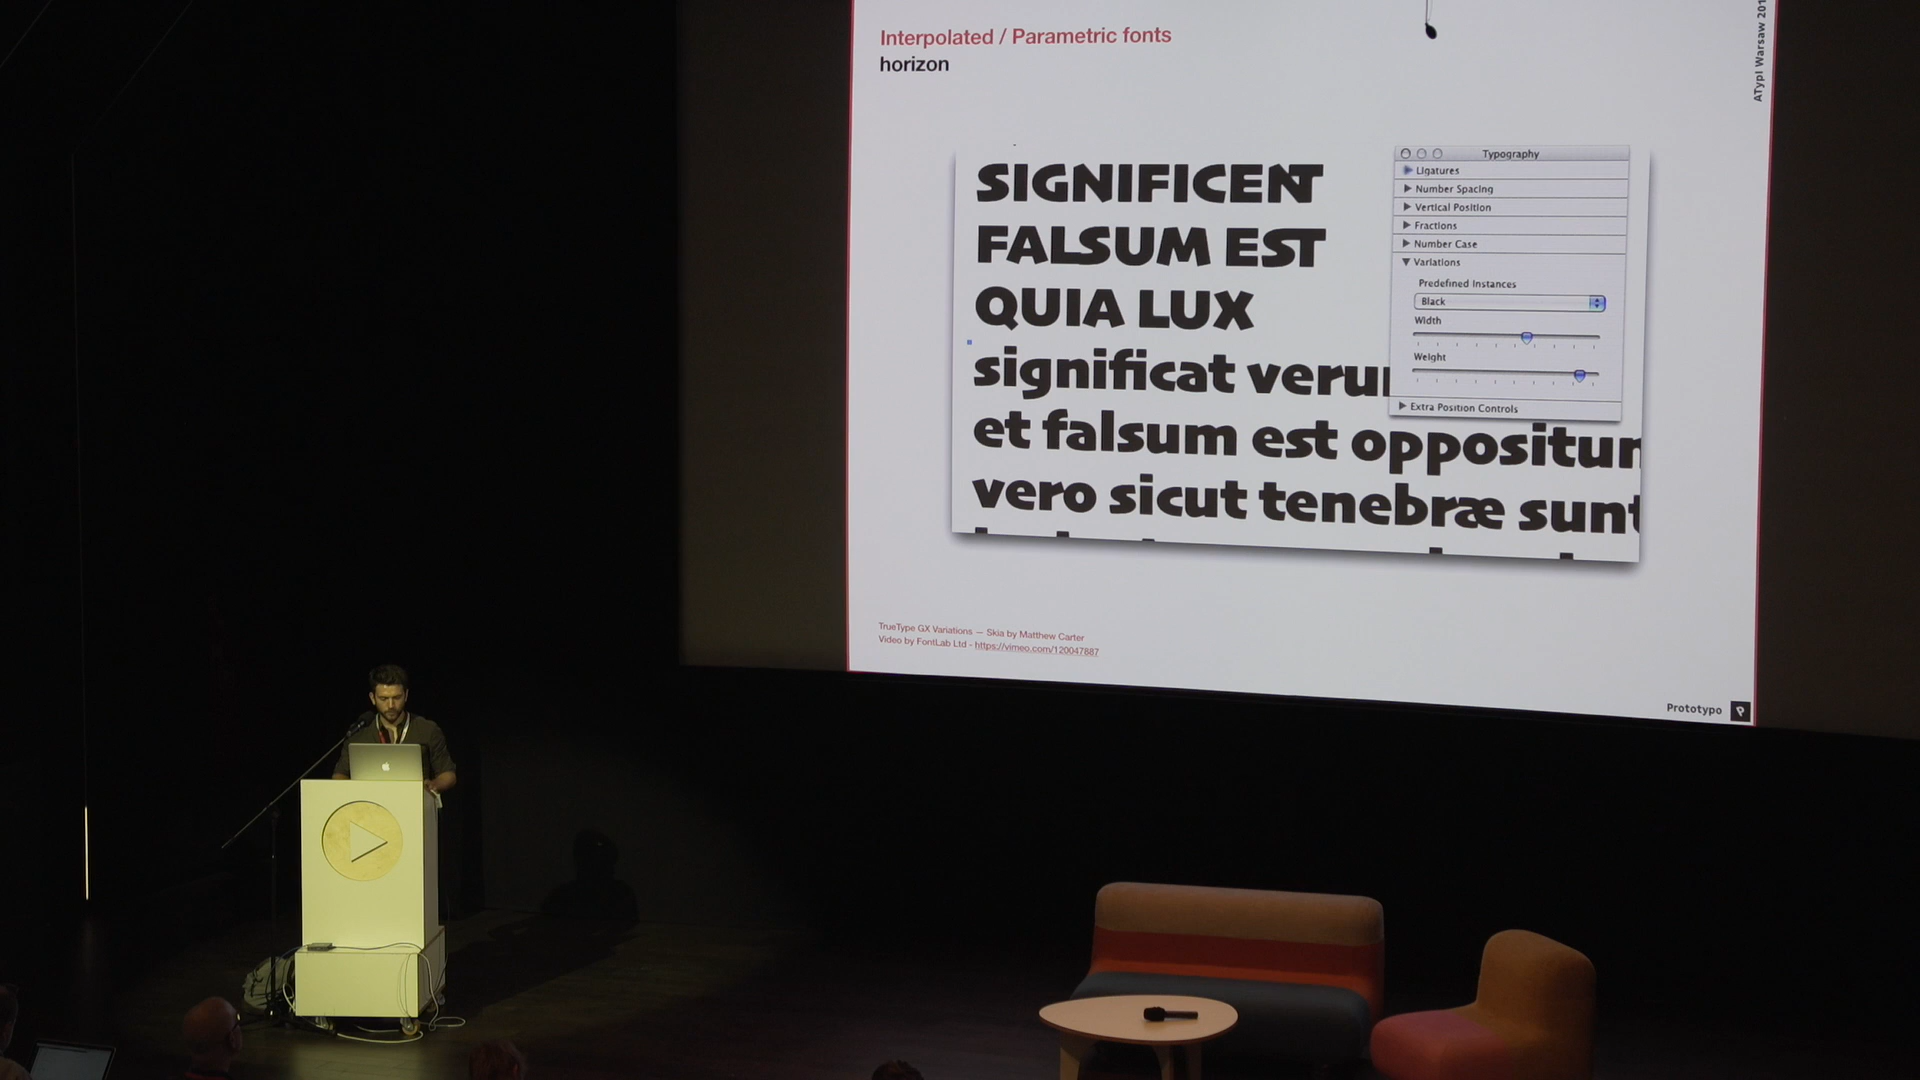 Interpolated / Parametric fonts
horizon
ATypI Warsaw 201
SIGNIFICENT
FALSUM EST
QUIA LUX
significat veru
et falsum est oppositu
vero sicut tenebræ sunt
Typography
Ligatures
Number Spacing
Vertical Position
Fractions
Number Case
Variations
Predefined Instances
Black
Width
Weight
Extra Position Controls
TrueType GX Variations — Skia by Matthew Carter
Video by FontLab Ltd - https://vimeo.com/120047887
Prototypo